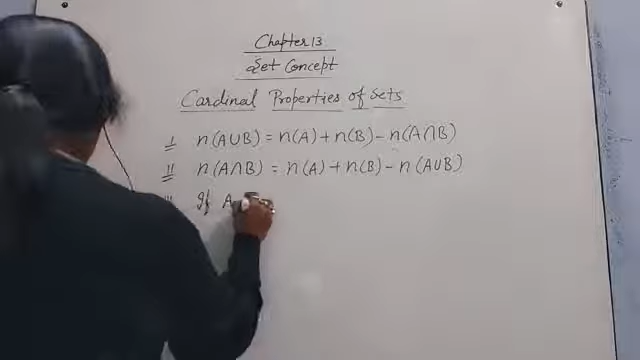 Chapter 13
Set Concept
Cardinal Properties of Sets
I n(A∪B) = n(A) + n(B) - n(A∩B)
II n(A∩B) = n(A) + n(B) - n(A∪B)
If A